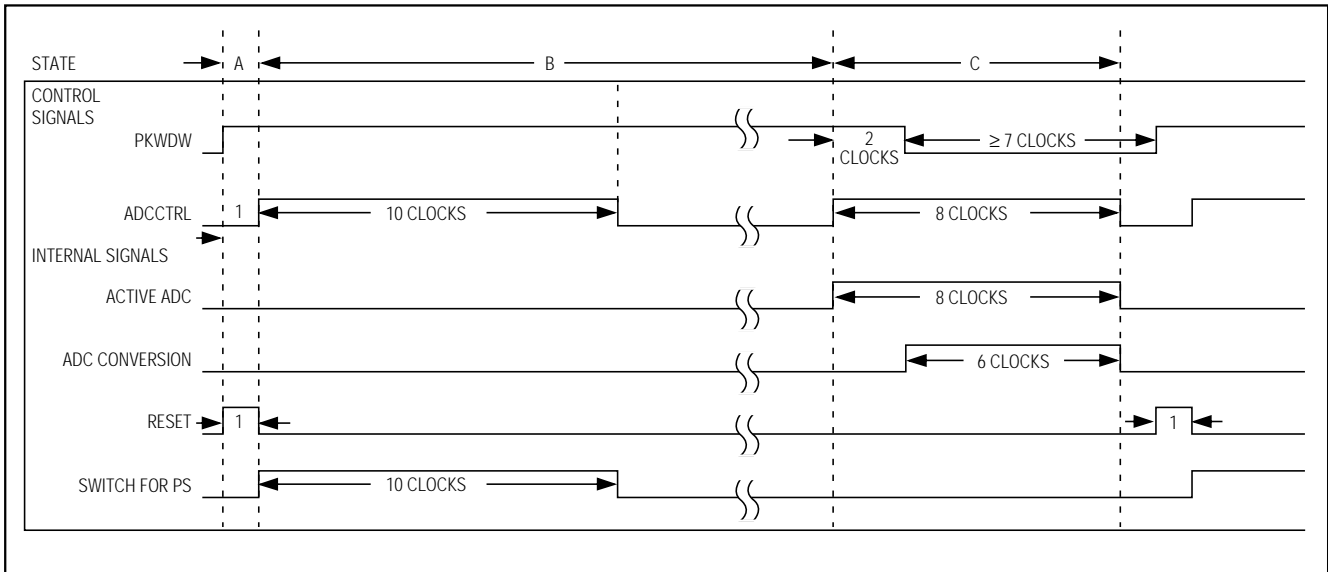 STATE A B C
CONTROL
SIGNALS
PKWDW 2
CLOCKS ≥ 7 CLOCKS
ADCCTRL 1 10 CLOCKS 8 CLOCKS
INTERNAL SIGNALS
ACTIVE ADC 8 CLOCKS
ADC CONVERSION 6 CLOCKS
RESET 1 1
SWITCH FOR PS 10 CLOCKS